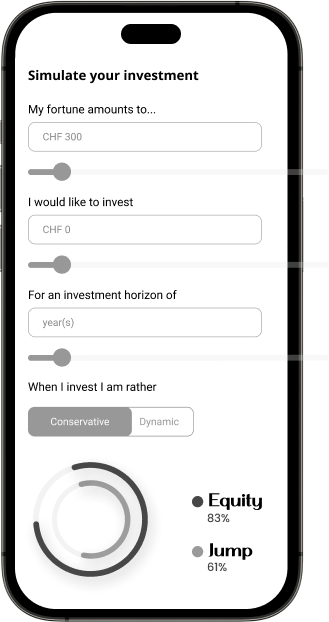 Simulate your investment
My fortune amounts to...
CHF 300
I would like to invest
CHF 0
For an investment horizon of
year(s)
When I invest I am rather
Conservative Dynamic
Equity
83%
Jump
61%